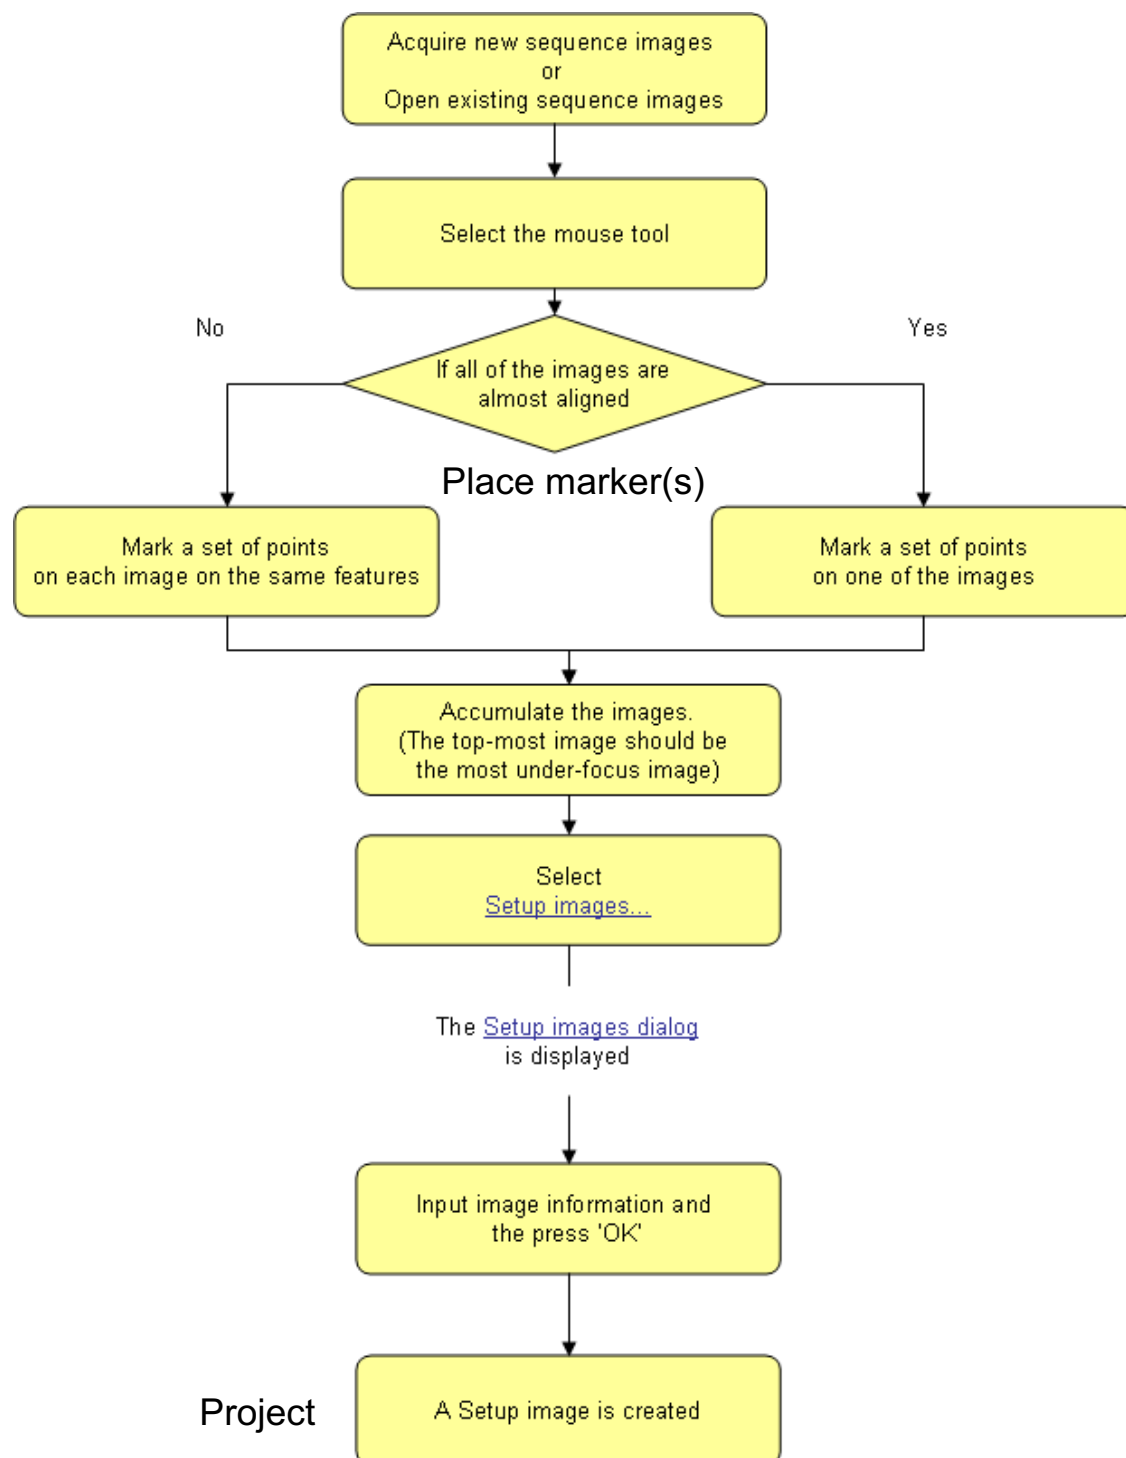 Acquire new sequence images
or
Open existing sequence images
Select the mouse tool
No
Yes
If all of the images are
almost aligned
Place marker(s)
Mark a set of points
on each image on the same features
Mark a set of points
on one of the images
Accumulate the images.
(The top-most image should be
the most under-focus image)
Select
Setup images...
The Setup images dialog
is displayed
Input image information and
the press 'OK'
Project
A Setup image is created